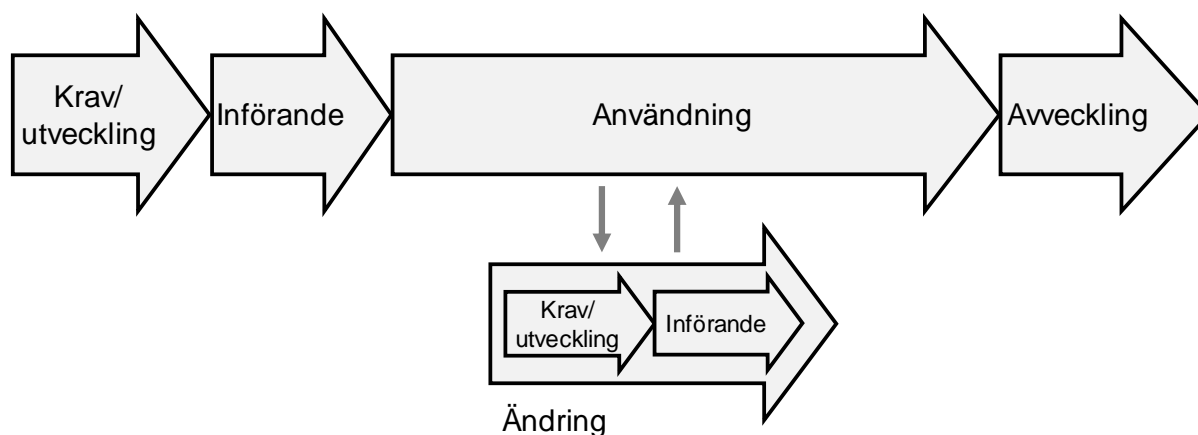 Krav/
utveckling
Införande
Användning
Avveckling
Krav/
utveckling
Införande
Ändring